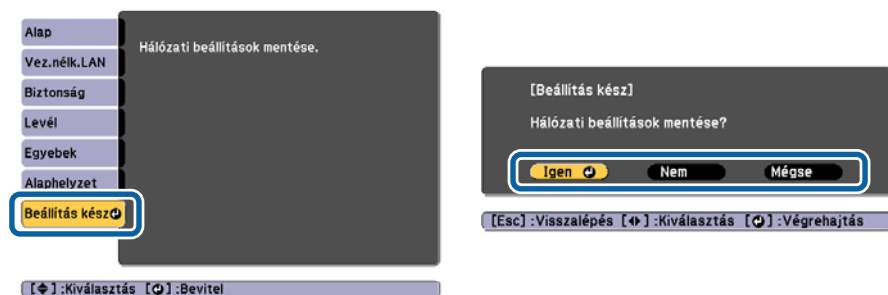 Alap
Vez.nélk.LAN
Biztonság
Levél
Egyebek
Alaphelyzet
Beállítás kész
Hálózati beállítások mentése.
[ ] :Kiválasztás [ ] :Bevitel
[Beállítás kész]
Hálózati beállítások mentése?
Igen Nem Mégse
[Esc] :Visszalépés [ ] :Kiválasztás [ ] :Végrehajtás